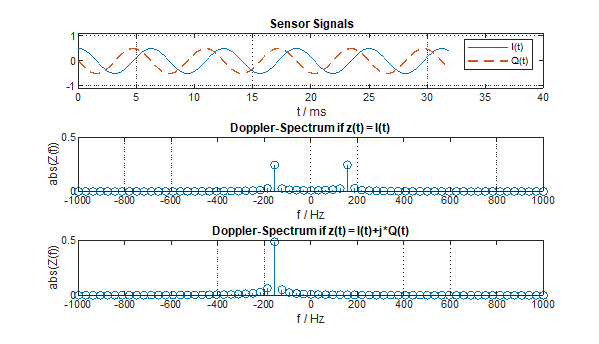 Sensor Signals
1
0
-1
I(t)
Q(t)
0 5 10 15 20 25 30 35 40
t / ms
Doppler-Spectrum if z(t) = I(t)
0.5
0
abs(Z(f))
-1000 -800 -600 -400 -200 0 200 400 600 800 1000
f / Hz
Doppler-Spectrum if z(t) = I(t)+j*Q(t)
0.5
0
abs(Z(f))
-1000 -800 -600 -400 -200 0 200 400 600 800 1000
f / Hz